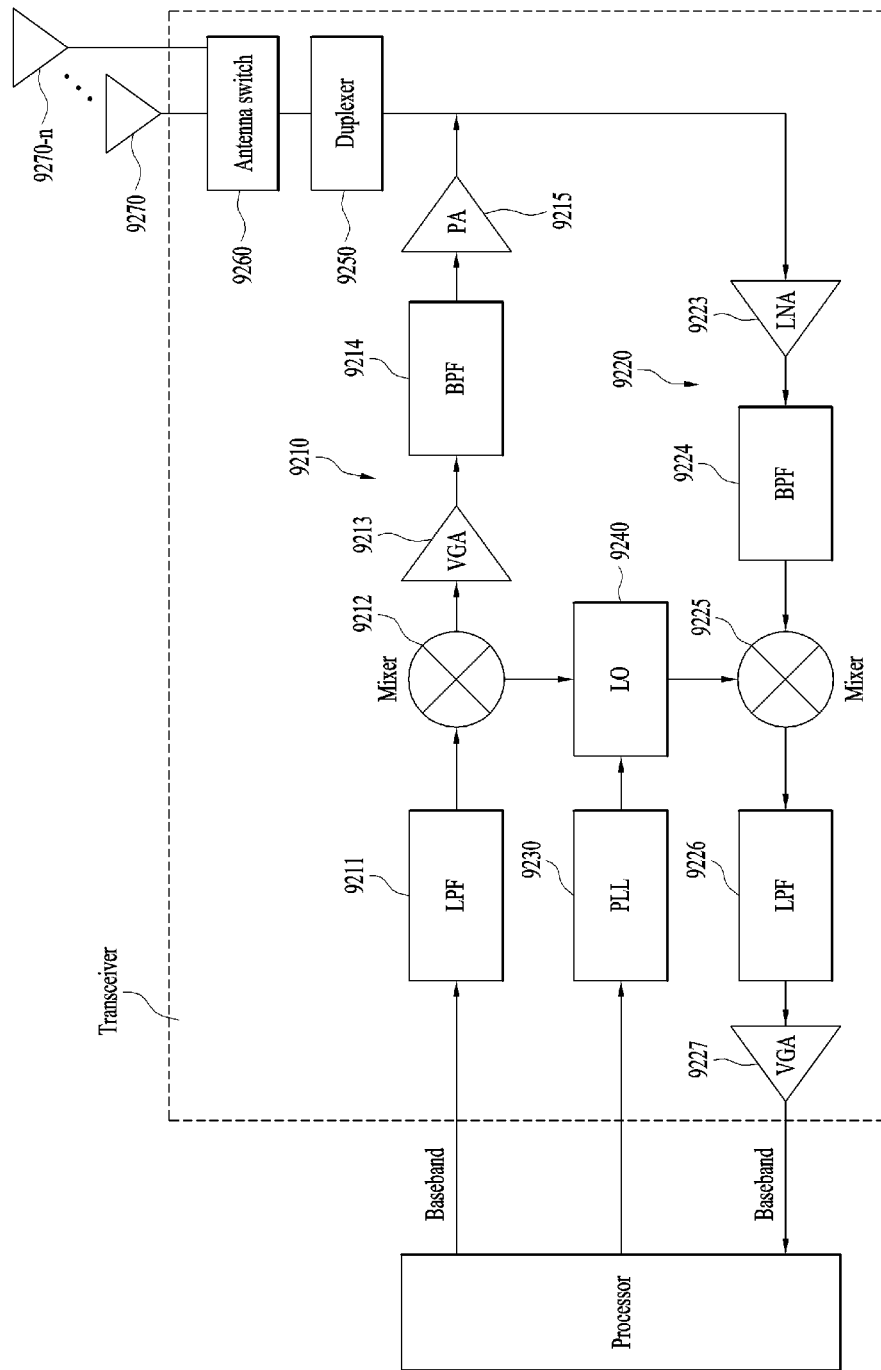 Transceiver
9270-n
9270
Antenna switch
9260
Duplexer
9250
PA
9215
BPF
9214
9210
VGA
9213
Mixer
9212
LPF
9211
Baseband
Processor
PLL
9230
LO
9240
9220
LNA
9223
BPF
9224
Mixer
9225
LPF
9226
VGA
9227
Baseband